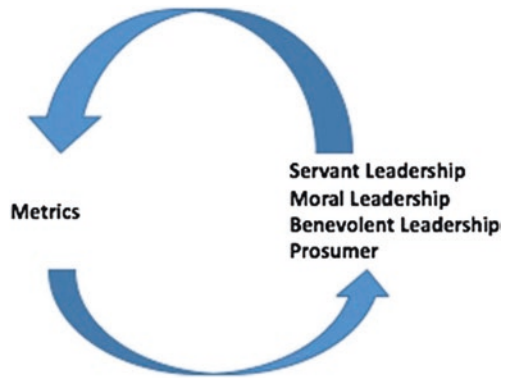 Metrics
Servant Leadership
Moral Leadership
Benevolent Leadership
Prosumer